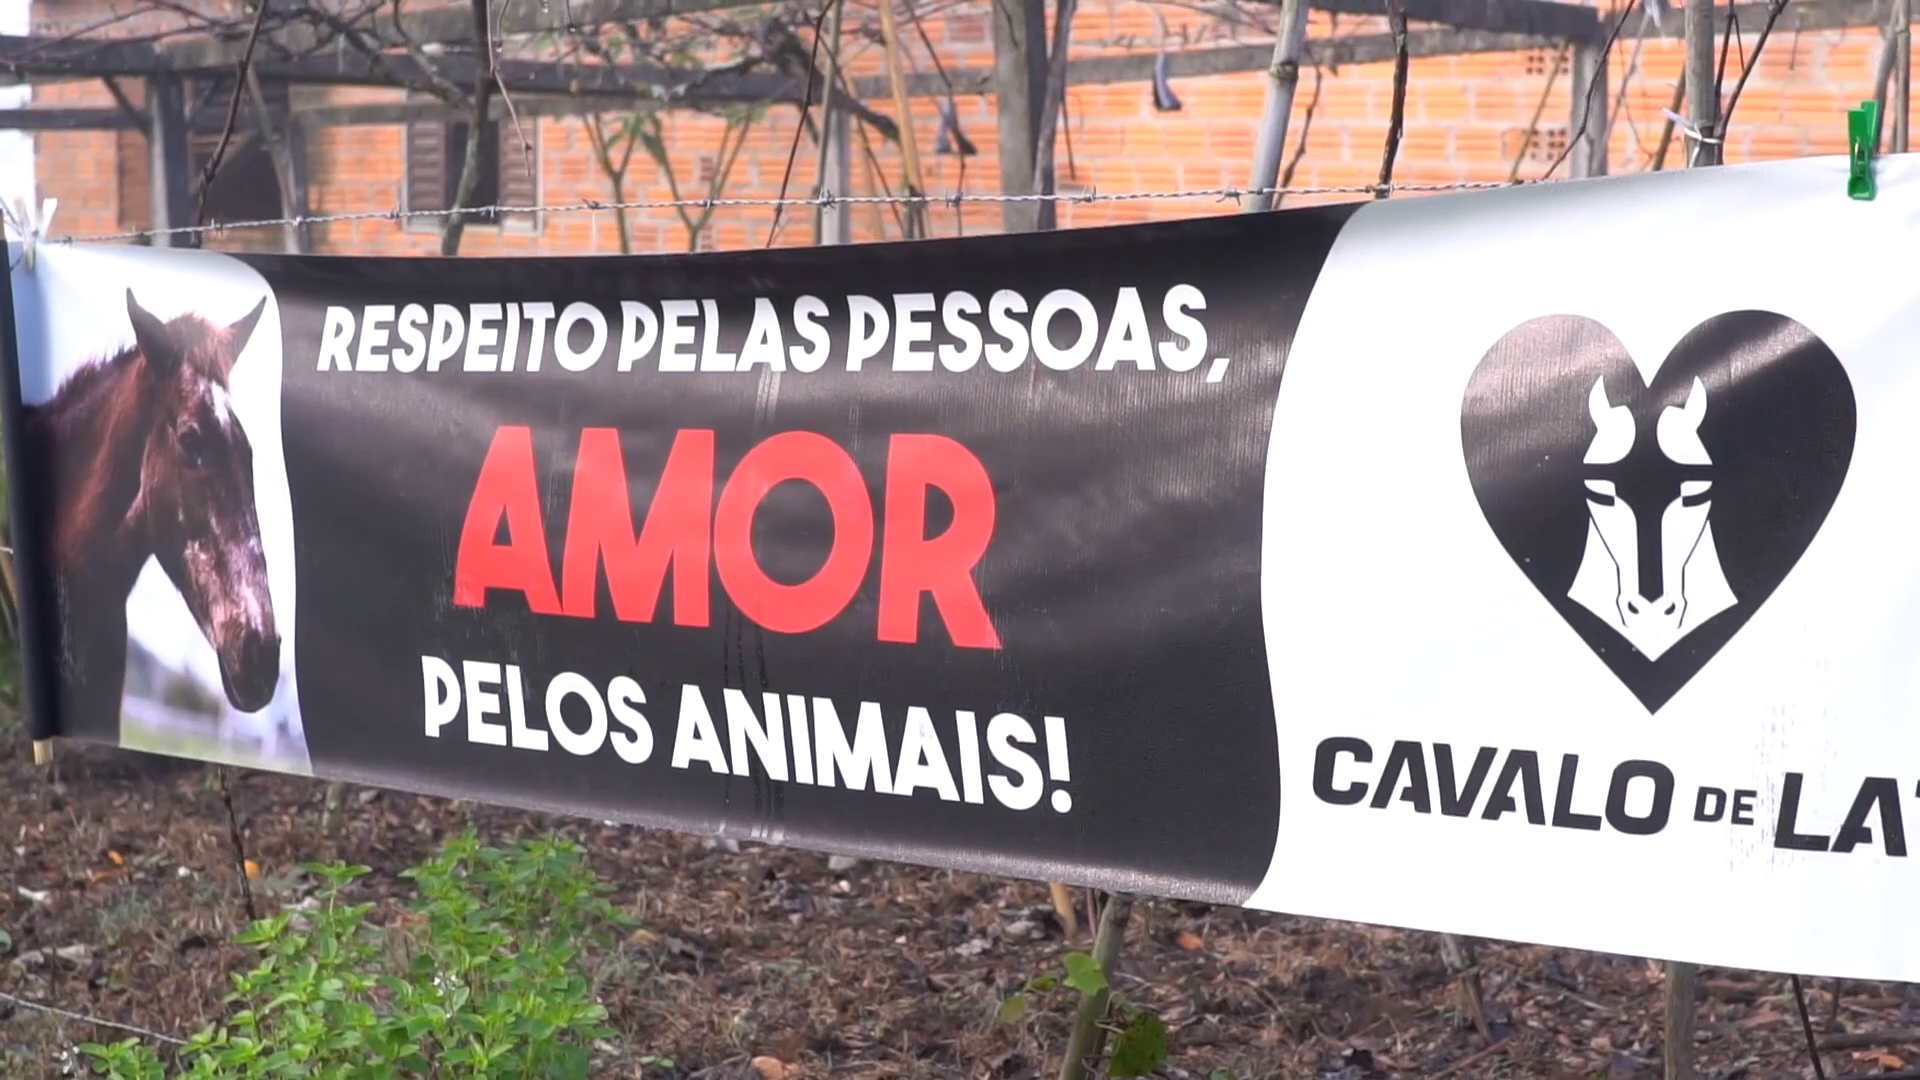 RESPEITO PELAS PESSOAS,
AMOR
PELOS ANIMAIS!
CAVALO DE